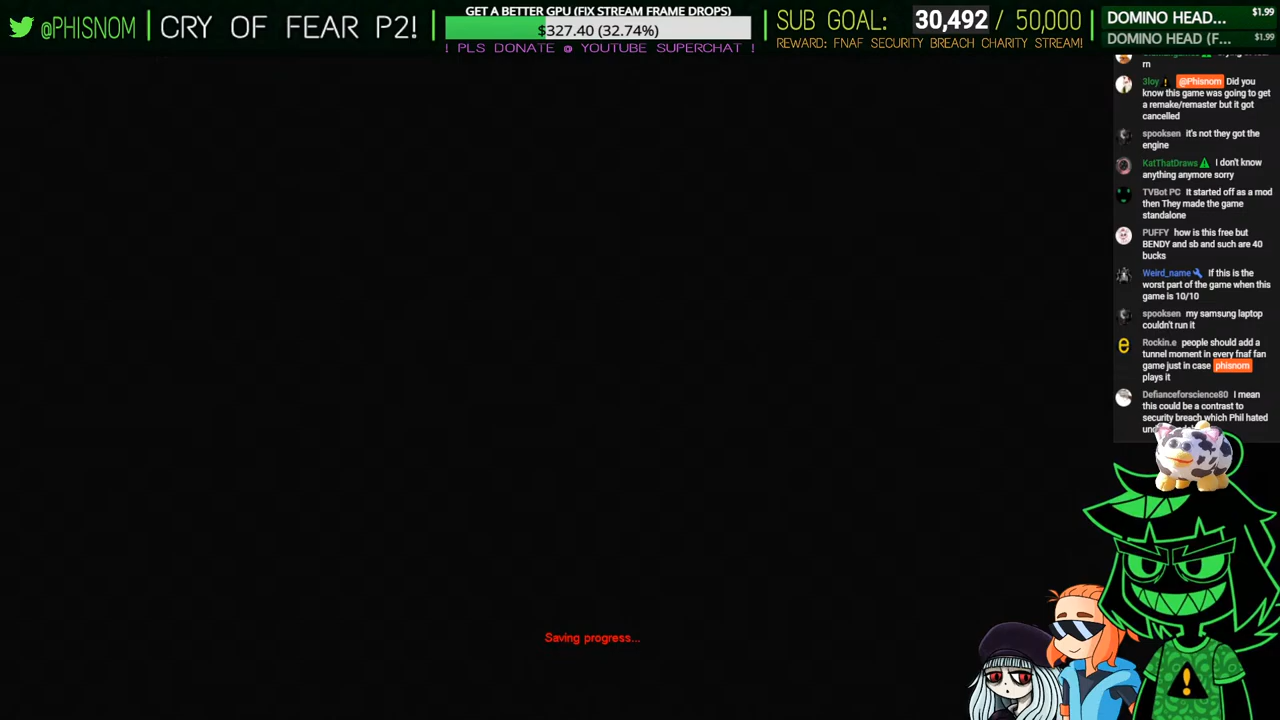 @PHISNOM
CRY OF FEAR P2!
GET A BETTER GPU (FIX STREAM FRAME DROPS)
$327.40 (32.74%)
! PLS DONATE @ YOUTUBE SUPERCHAT !
SUB GOAL: 30,492 / 50,000
REWARD: FNAF SECURITY BREACH CHARITY STREAM!
DOMINO HEAD... $1.99
DOMINO HEAD (F... $1.99
rn
3loy @Phisnom Did you
know this game was going to get
a remake/remaster but it got
cancelled
spooksen it's not they got the
engine
KatThatDraws I don't know
anything anymore sorry
TVBot PC It started off as a mod
then They made the game
standalone
PUFFY how is this free but
BENDY and sb and such are 40
bucks
Weird_name If this is the
worst part of the game when this
game is 10/10
spooksen my samsung laptop
couldn't run it
Rockin.e people should add a
tunnel moment in every fnaf fan
game just in case phisnom
plays it
Defianceforscience80 I mean
this could be a contrast to
security breach which Phil hated
Saving progress...